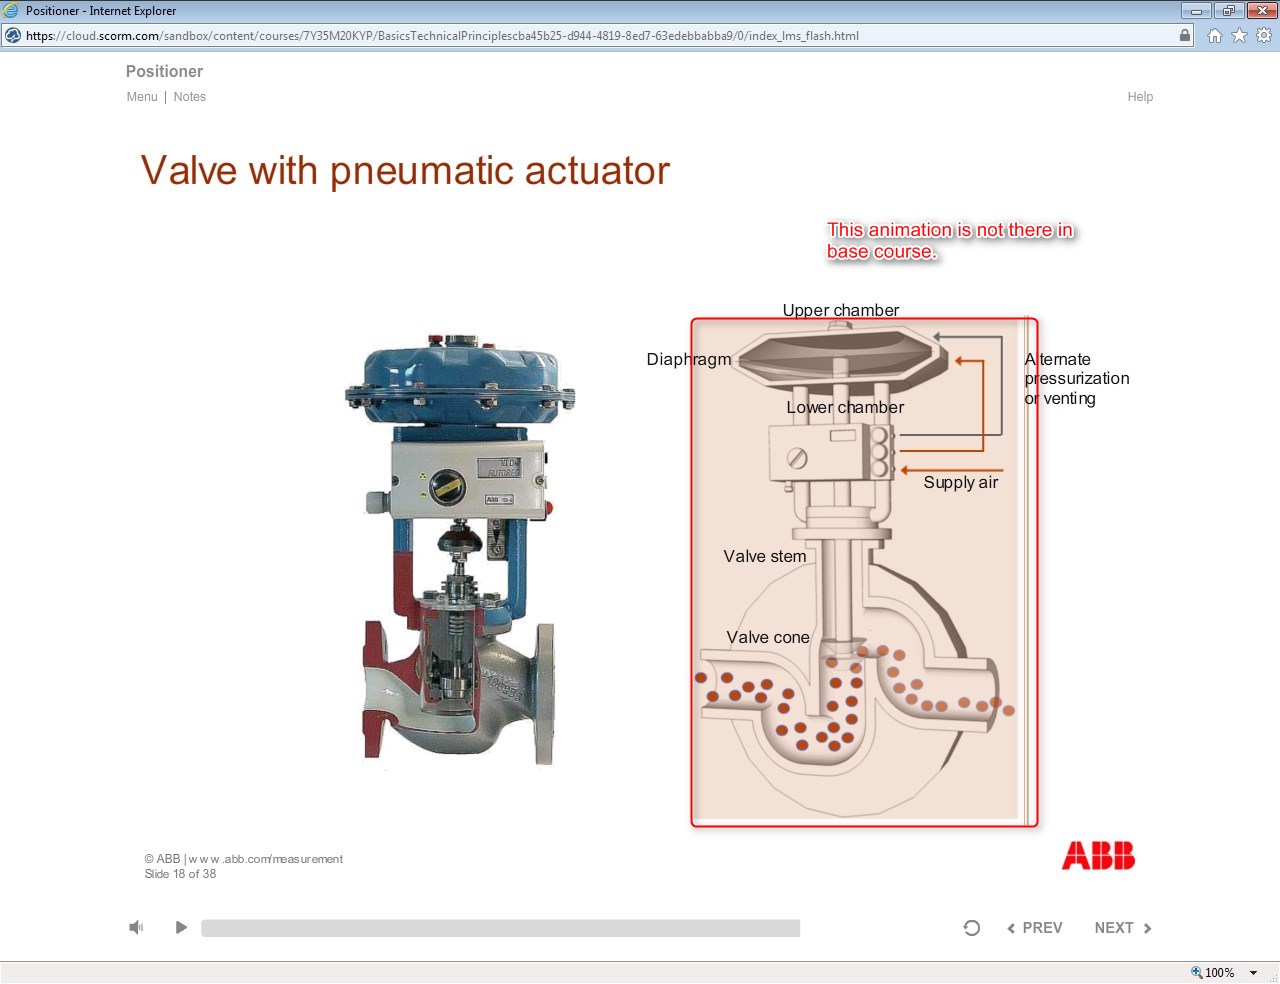 Positioner - Internet Explorer
https://cloud.scorm.com/sandbox/content/courses/7Y35M20KYP/BasicsTechnicalPrinciplescba45b25-d944-4819-8ed7-63edebbabba9/0/index_lms_flash.html
Positioner
Menu | Notes
Help
Valve with pneumatic actuator
This animation is not there in
base course.
Upper chamber
Diaphragm
Alternate
pressurization
or venting
Lower chamber
Supply air
Valve stem
Valve cone
ABB
© ABB | www.abb.com/measurement
Slide 18 of 38
ABB
PREV
NEXT
100%